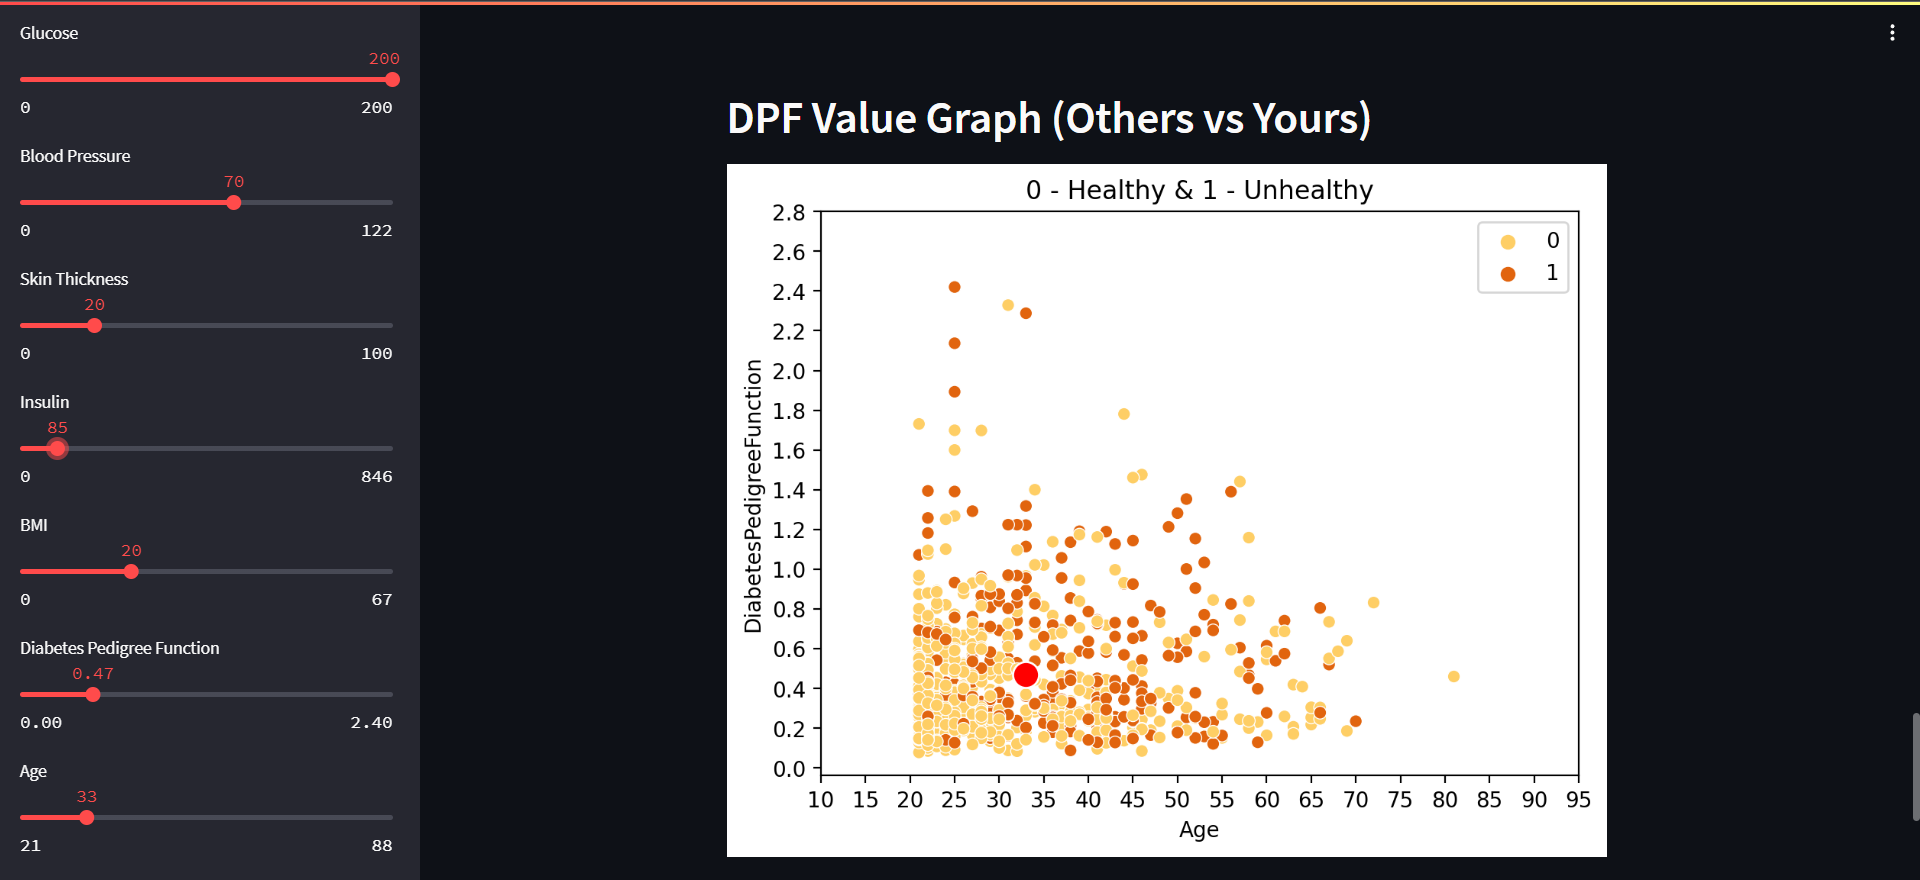 Glucose
200
0 200
Blood Pressure
70
0 122
Skin Thickness
20
0 100
Insulin
85
0 846
BMI
20
0 67
Diabetes Pedigree Function
0.47
0.00 2.40
Age
33
21 88
DPF Value Graph (Others vs Yours)
0 - Healthy & 1 - Unhealthy
2.8
2.6
2.4
2.2
2.0
1.8
1.6
1.4
1.2
1.0
0.8
0.6
0.4
0.2
0.0
DiabetesPedigreeFunction
0
1
10 15 20 25 30 35 40 45 50 55 60 65 70 75 80 85 90 95
Age